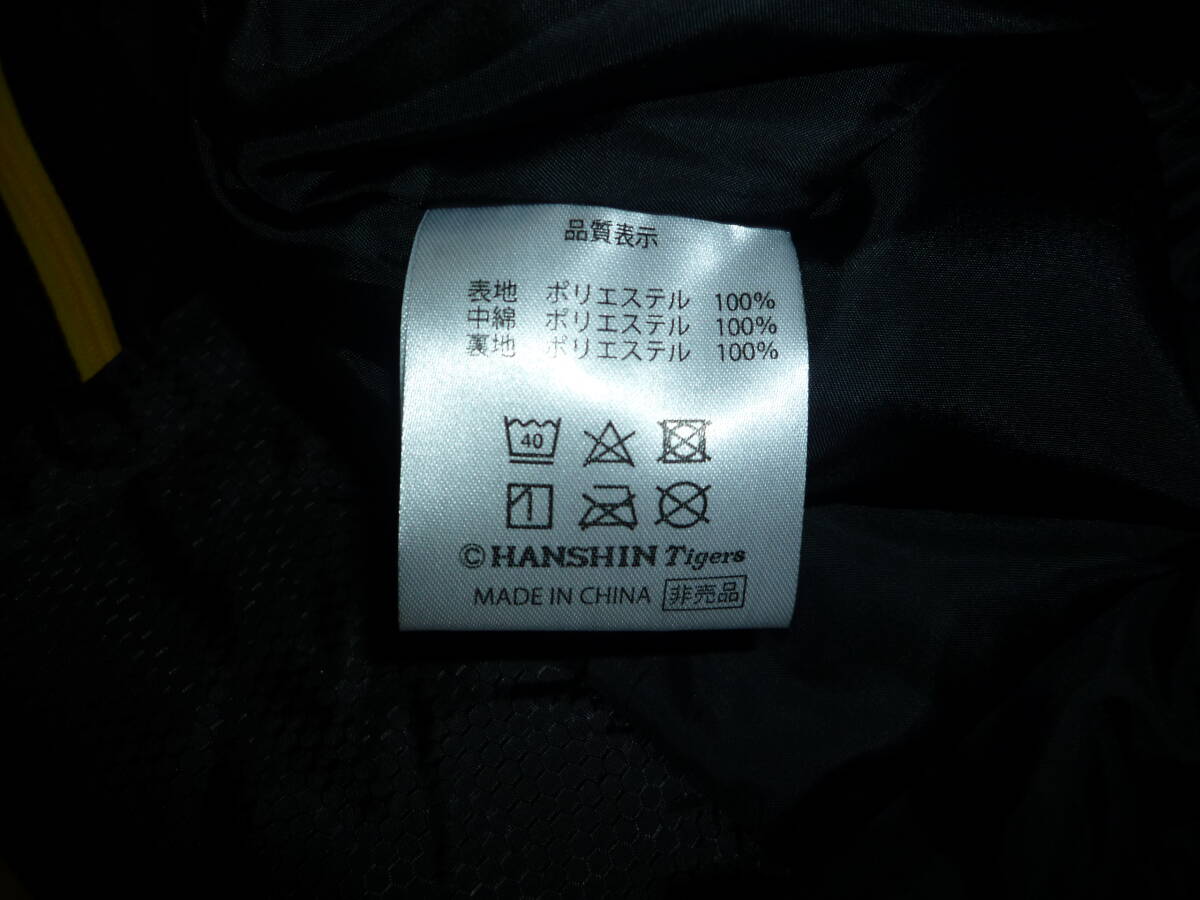 品質表示
表地 ポリエステル 100%
中綿 ポリエステル 100%
裏地 ポリエステル 100%
40
© HANSHIN Tigers
MADE IN CHINA 非売品